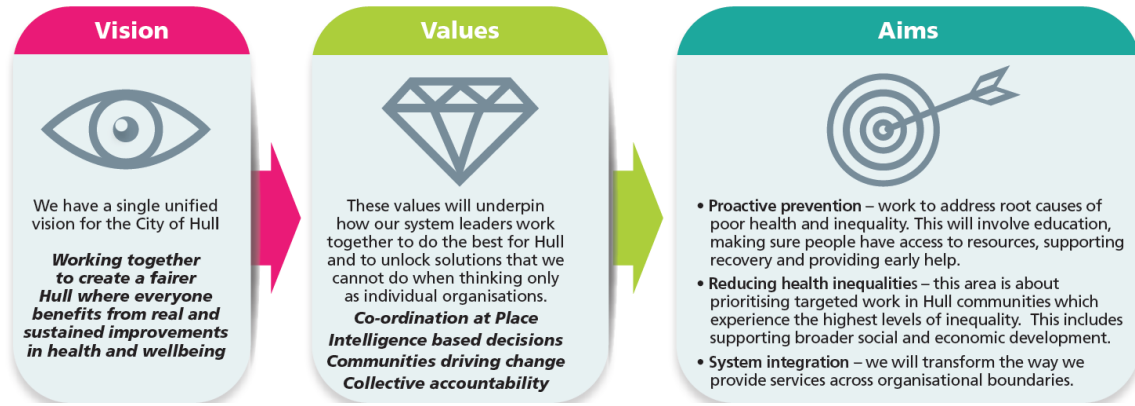 Vision
We have a single unified
vision for the City of Hull
Working together
to create a fairer
Hull where everyone
benefits from real and
sustained improvements
in health and wellbeing
Values
These values will underpin
how our system leaders work
together to do the best for Hull
and to unlock solutions that we
cannot do when thinking only
as individual organisations.
Co-ordination at Place
Intelligence based decisions
Communities driving change
Collective accountability
Aims
• Proactive prevention – work to address root causes of
poor health and inequality. This will involve education,
making sure people have access to resources, supporting
recovery and providing early help.
• Reducing health inequalities – this area is about
prioritising targeted work in Hull communities which
experience the highest levels of inequality.  This includes
supporting broader social and economic development.
• System integration – we will transform the way we
provide services across organisational boundaries.